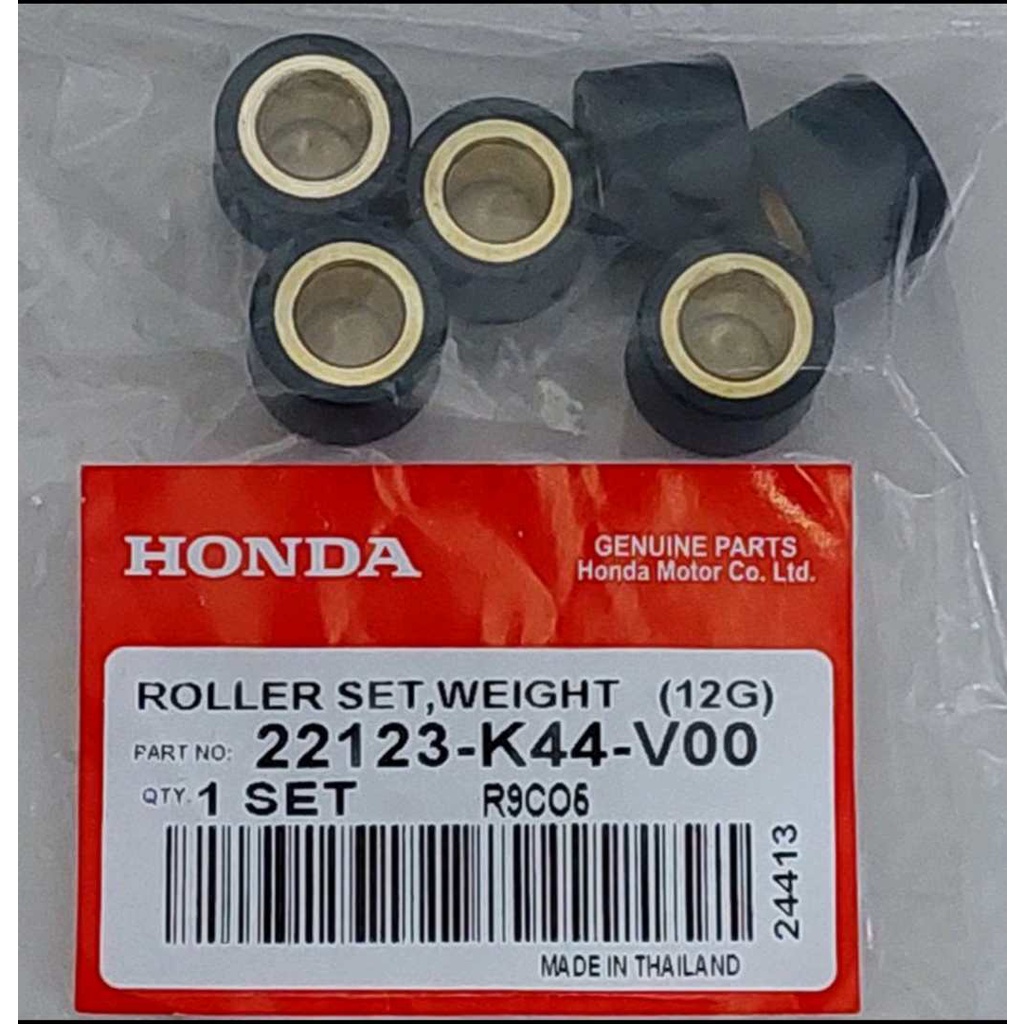 HONDA
GENUINE PARTS
Honda Motor Co. Ltd.
ROLLER SET,WEIGHT (12G)
PART NO: 22123-K44-V00
QTY. 1 SET R9CO5
24413
MADE IN THAILAND